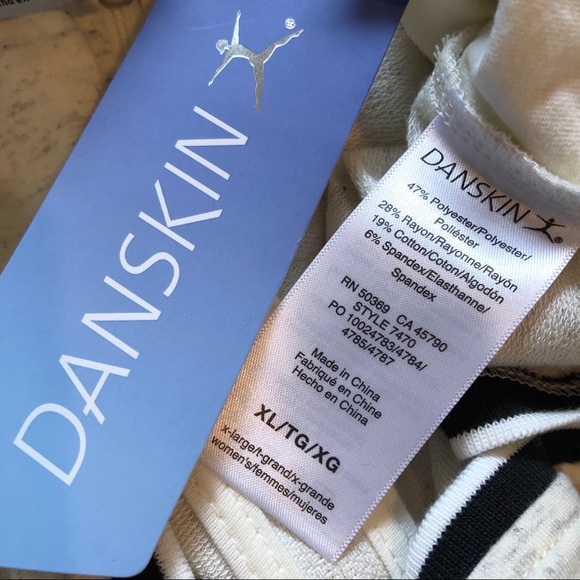 DANSKIN
DANSKIN
47% Polyester/Polyester/
Poliéster
28% Rayon/Rayonne/Rayón
19% Cotton/Coton/Algodón
6% Spandex/Elasthanne/
Spandex
RN 50369 CA 45790
STYLE 7470
PO 10024783/4784/
4785/4787
Made in China
Fabriqué en Chine
Hecho en China
XL/TG/XG
x-large/t-grand/x-grande
women's/femmes/mujeres